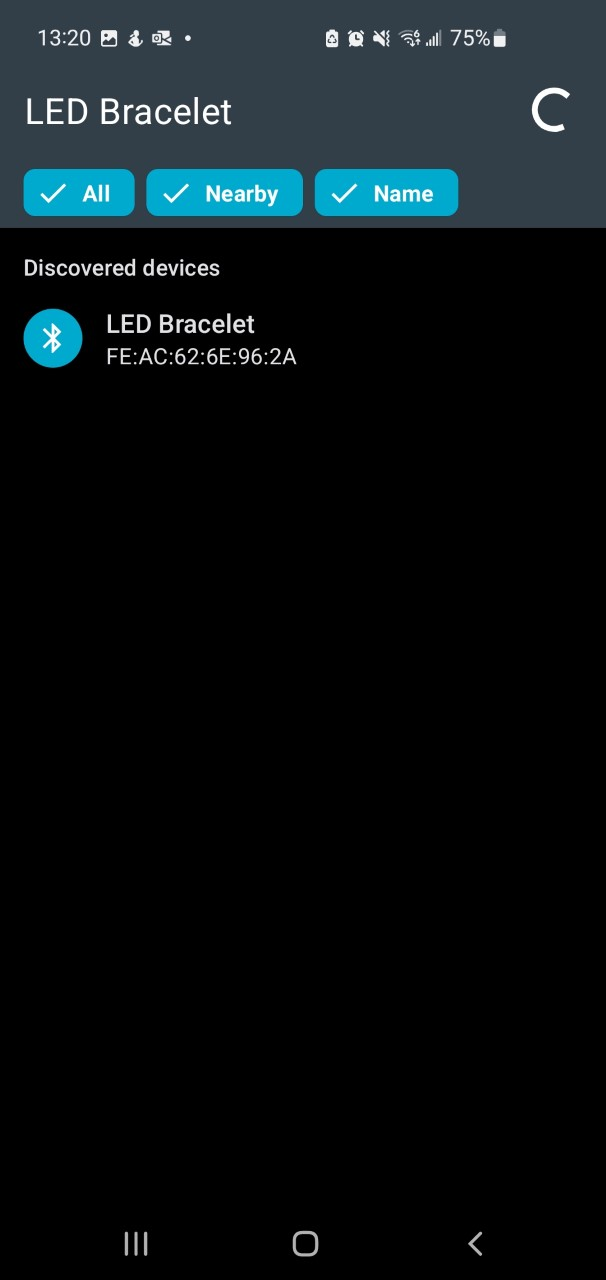 13:20 75%
LED Bracelet
All Nearby Name
Discovered devices
LED Bracelet
FE:AC:62:6E:96:2A